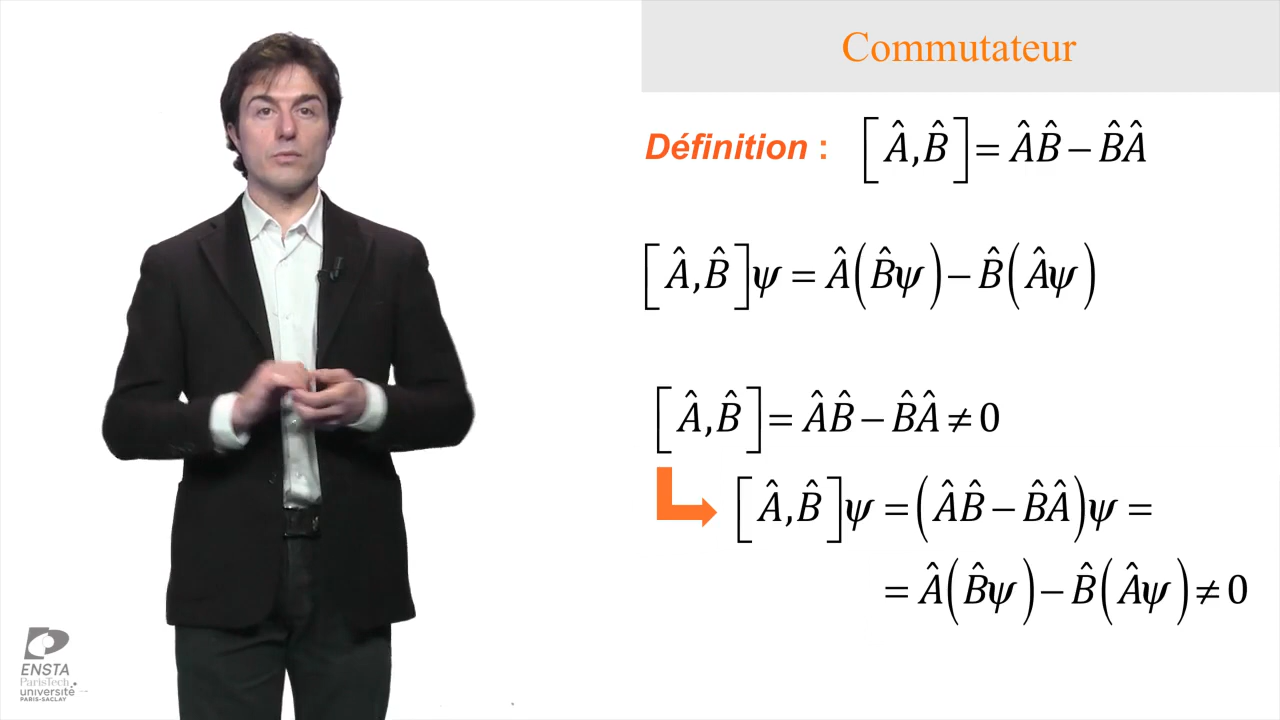 Commutateur
Définition : [Â,B̂] = ÂB̂ − B̂Â
[Â,B̂]ψ = Â(B̂ψ) − B̂(Âψ)
[Â,B̂] = ÂB̂ − B̂Â ≠ 0
[Â,B̂]ψ = (ÂB̂ − B̂Â)ψ =
= Â(B̂ψ) − B̂(Âψ) ≠ 0
ENSTA
ParisTech
université
PARIS-SACLAY